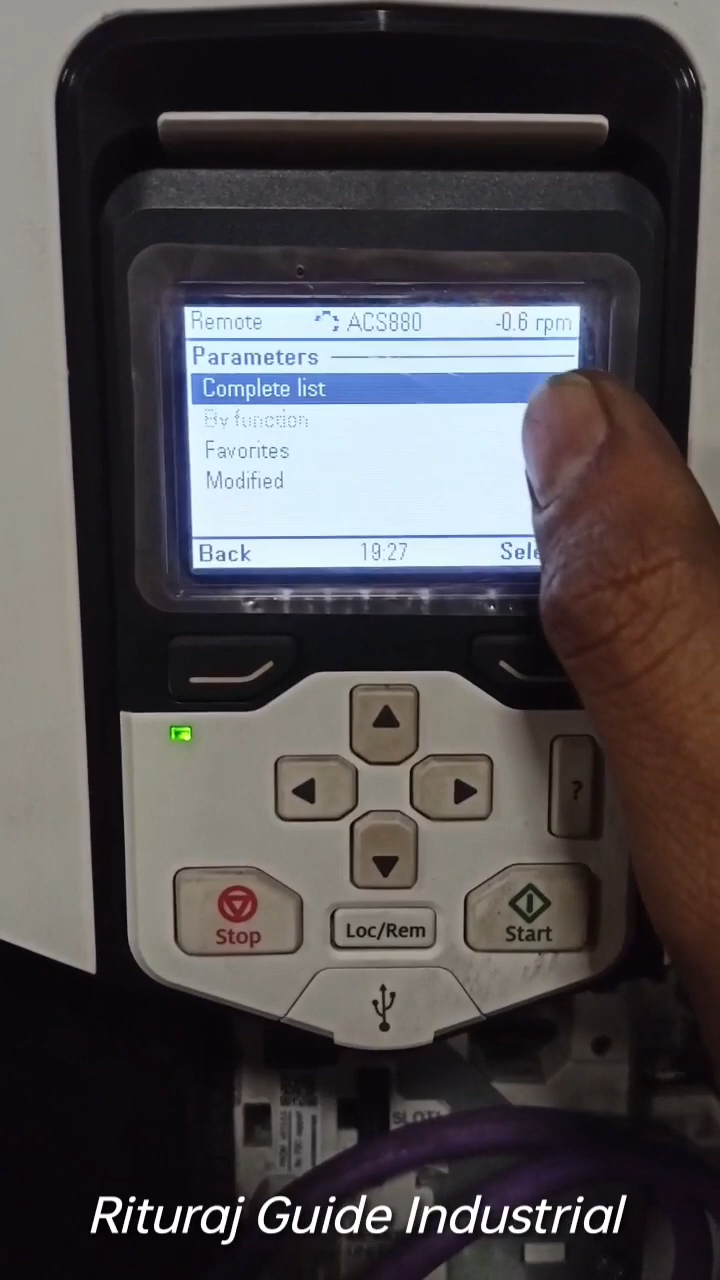 Remote ACS880 -0.6 rpm
Parameters
Complete list
By function
Favorites
Modified
Back 19:27
?
Stop Loc/Rem Start
Rituraj Guide Industrial